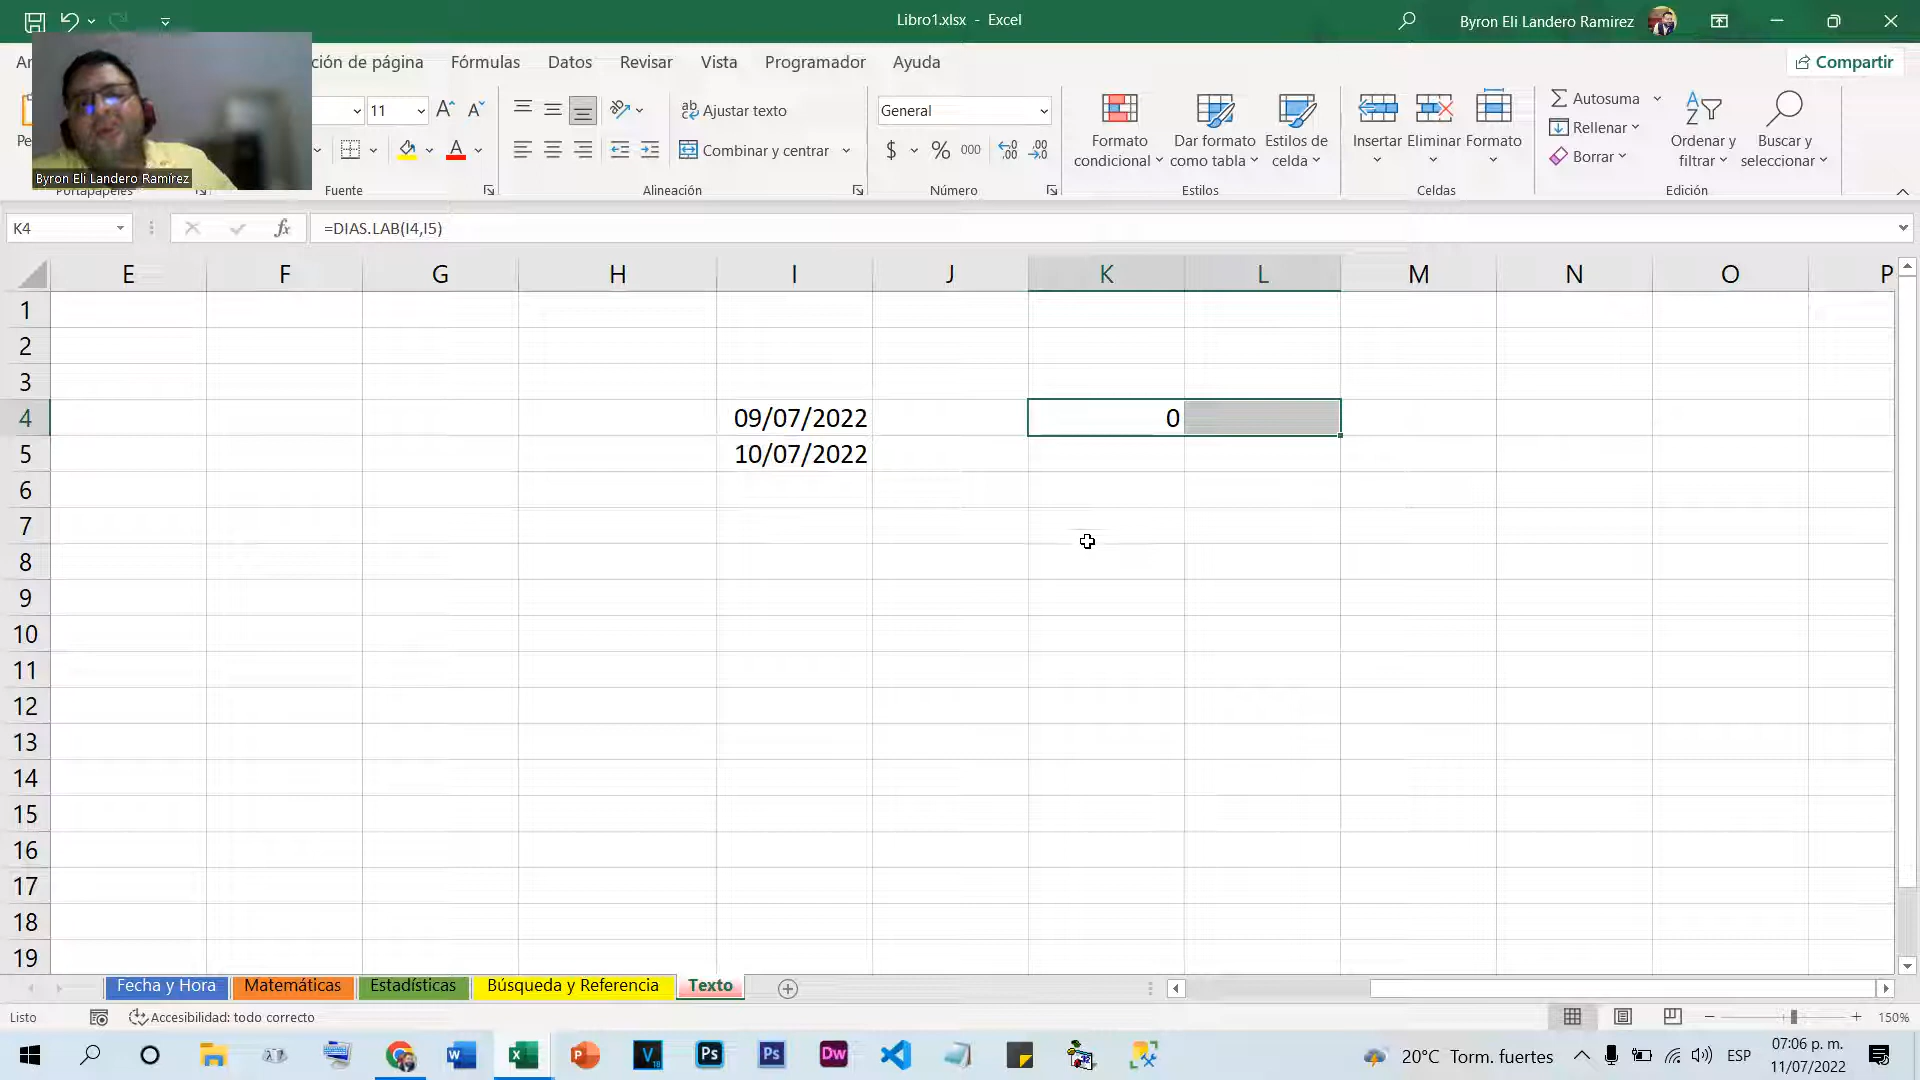 Libro1.xlsx - Excel
Byron Eli Landero Ramirez
ción de página
Fórmulas
Datos
Revisar
Vista
Programador
Ayuda
Compartir
Byron Eli Landero Ramírez
11
Ajustar texto
Combinar y centrar
General
$ % 000
Formato condicional
Dar formato como tabla
Estilos de celda
Insertar
Eliminar
Formato
Autosuma
Rellenar
Borrar
Ordenar y filtrar
Buscar y seleccionar
Portapapeles
Fuente
Alineación
Número
Estilos
Celdas
Edición
K4
fx
=DIAS.LAB(I4,I5)
E F G H I J K L M N O P
1
2
3
4 09/07/2022 0
5 10/07/2022
6
7
8
9
10
11
12
13
14
15
16
17
18
19
Fecha y Hora
Matemáticas
Estadísticas
Búsqueda y Referencia
Texto
Listo
Accesibilidad: todo correcto
150%
20°C Torm. fuertes
ESP
07:06 p. m.
11/07/2022